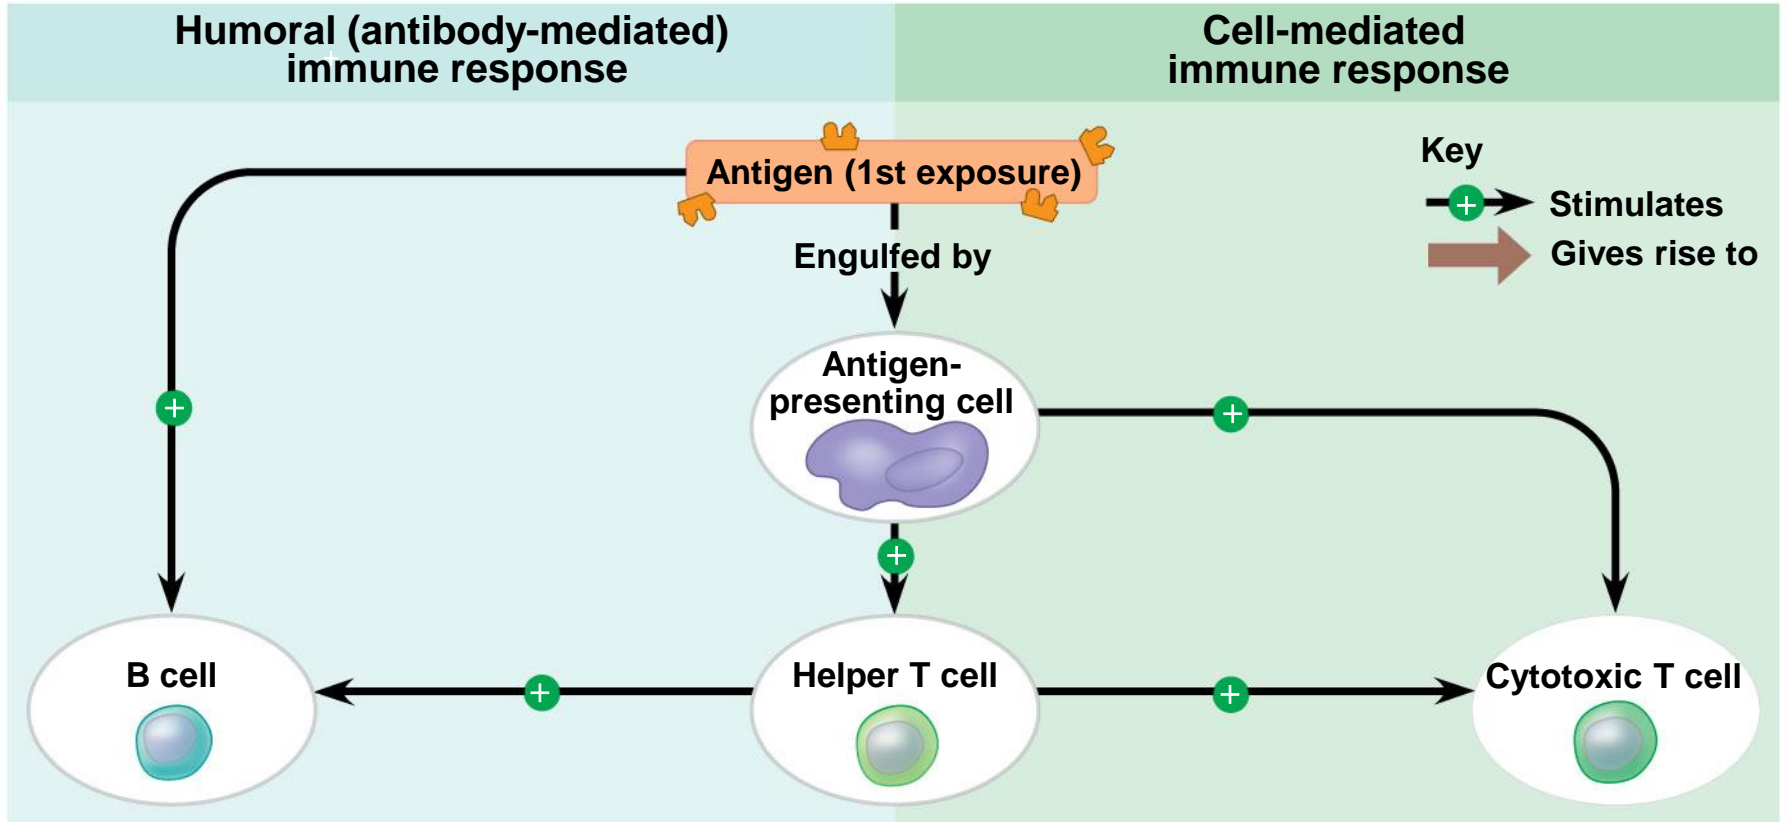 Humoral (antibody-mediated)
immune response
Cell-mediated
immune response
Antigen (1st exposure)
Key
Stimulates
Gives rise to
Engulfed by
Antigen-
presenting cell
B cell
Helper T cell
Cytotoxic T cell
+
+
+
+
+
+